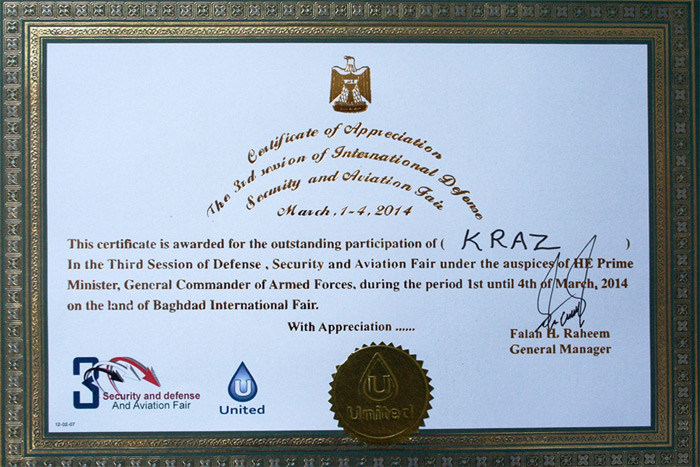 Certificate of Appreciation
The 3rd session of International Defense
Security and Aviation Fair
March, 1-4, 2014
This certificate is awarded for the outstanding participation of ( KRAZ )
In the Third Session of Defense , Security and Aviation Fair under the auspices of HE Prime
Minister, General Commander of Armed Forces, during the period 1st until 4th of March, 2014
on the land of Baghdad International Fair.
With Appreciation ......
Falah H. Raheem
General Manager
3
Security and defense
And Aviation Fair
U
United
U
United
12-02-07